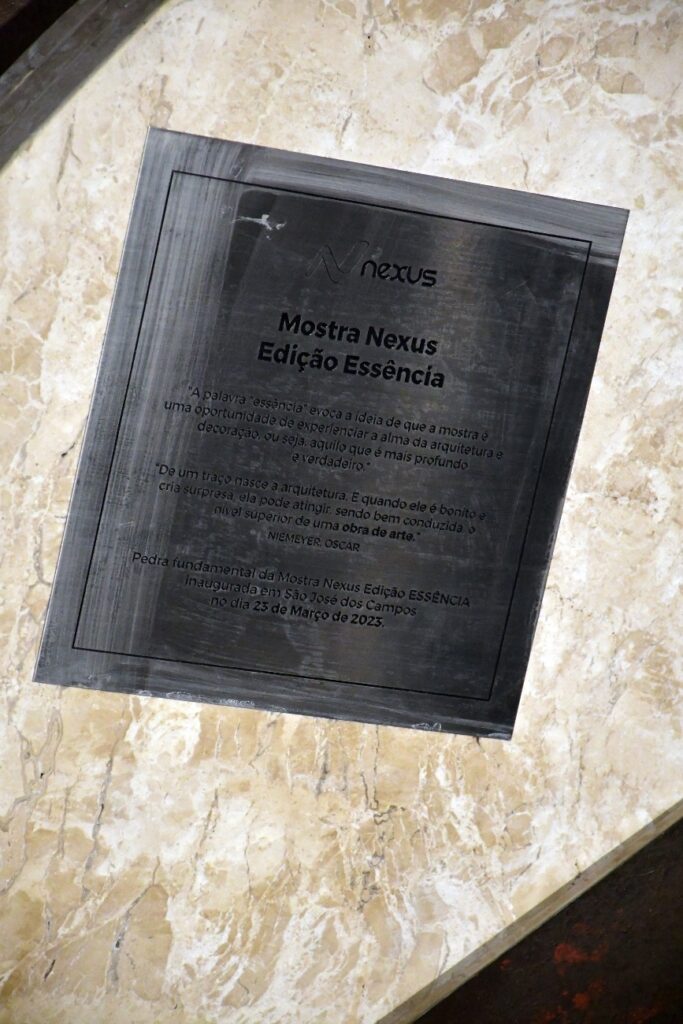 nexus
Mostra Nexus
Edição Essência
"A palavra "essência" evoca a ideia de que a mostra é
uma oportunidade de experienciar a alma da arquitetura e
decoração, ou seja, aquilo que é mais profundo
e verdadeiro."
"De um traço nasce a arquitetura. E quando ele é bonito e
cria surpresa, ela pode atingir, sendo bem conduzida, o
nível superior de uma obra de arte."
NIEMEYER, OSCAR
Pedra fundamental da Mostra Nexus Edição ESSÊNCIA
inaugurada em São José dos Campos
no dia 23 de Março de 2023.